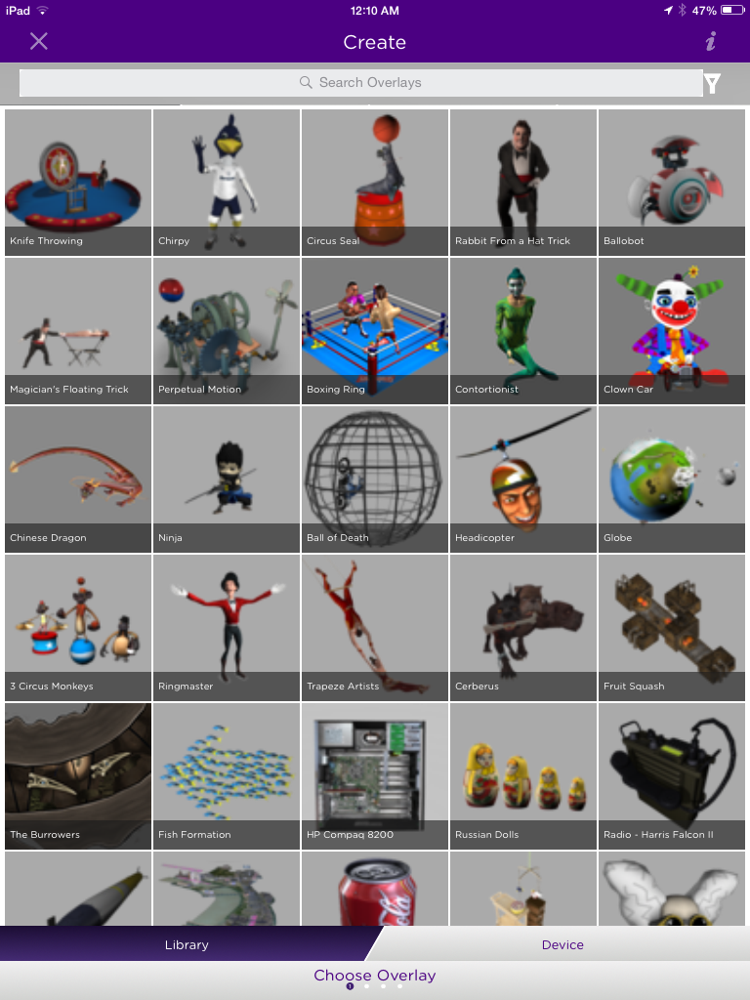 iPad 12:10 AM 47%
Create
Search Overlays
Knife Throwing
Chirpy
Circus Seal
Rabbit From a Hat Trick
Ballobot
Magician's Floating Trick
Perpetual Motion
Boxing Ring
Contortionist
Clown Car
Chinese Dragon
Ninja
Ball of Death
Headicopter
Globe
3 Circus Monkeys
Ringmaster
Trapeze Artists
Cerberus
Fruit Squash
The Burrowers
Fish Formation
HP Compaq 8200
Russian Dolls
Radio - Harris Falcon II
Library
Device
Choose Overlay
1